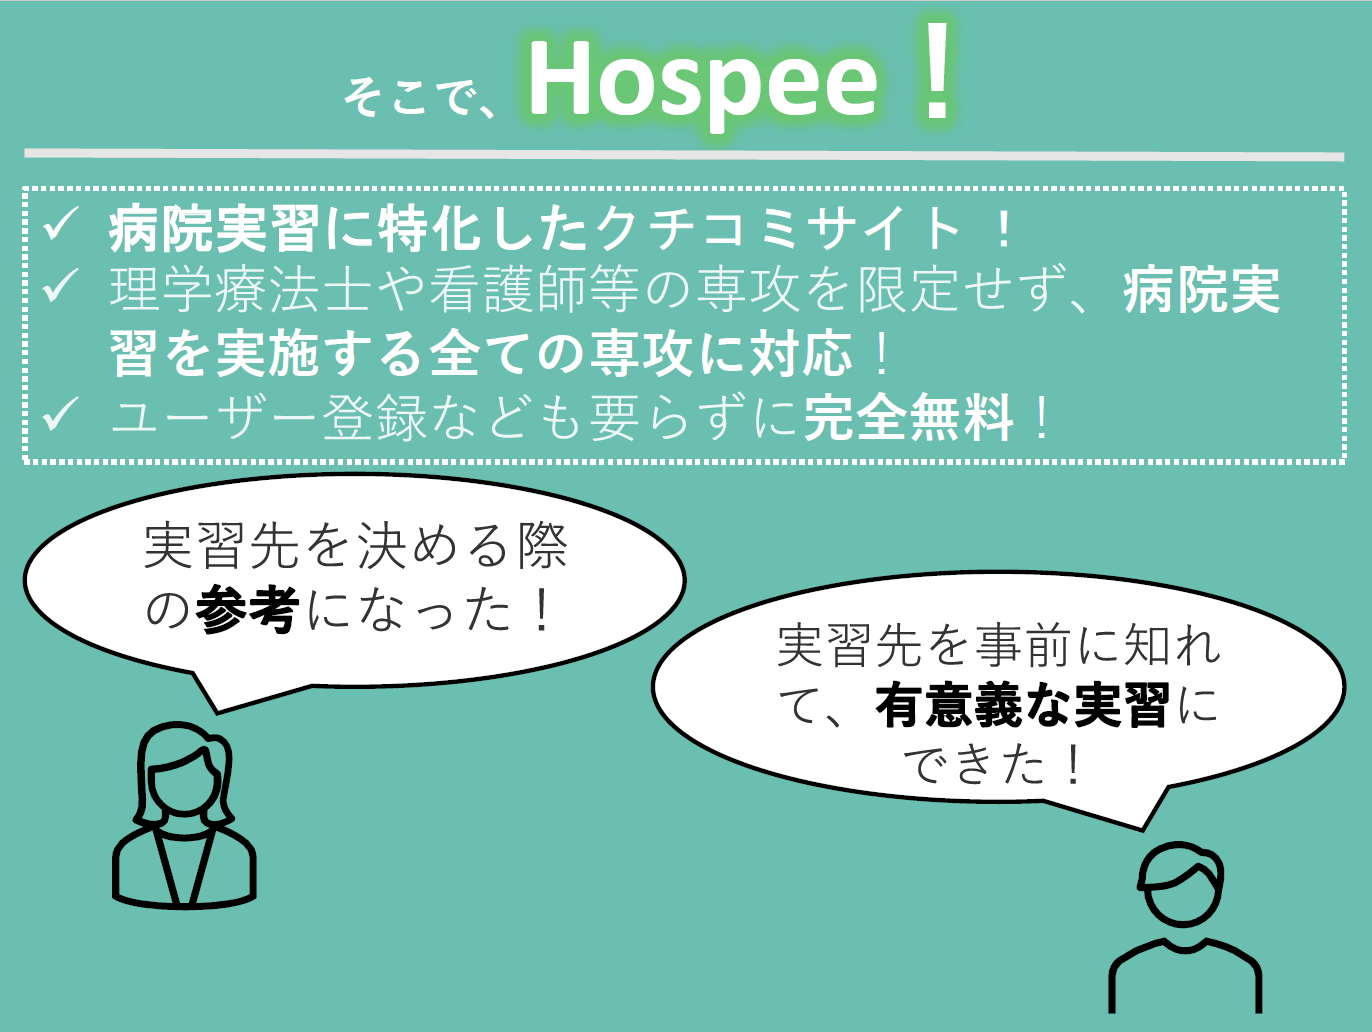 そこで、Hospee！
✓ 病院実習に特化したクチコミサイト ！
✓ 理学療法士や看護師等の専攻を限定せず、病院実
習を実施する全ての専攻に対応！
✓ ユーザー登録なども要らずに完全無料！
実習先を決める際
の参考になった！
実習先を事前に知れ
て、有意義な実習に
できた！